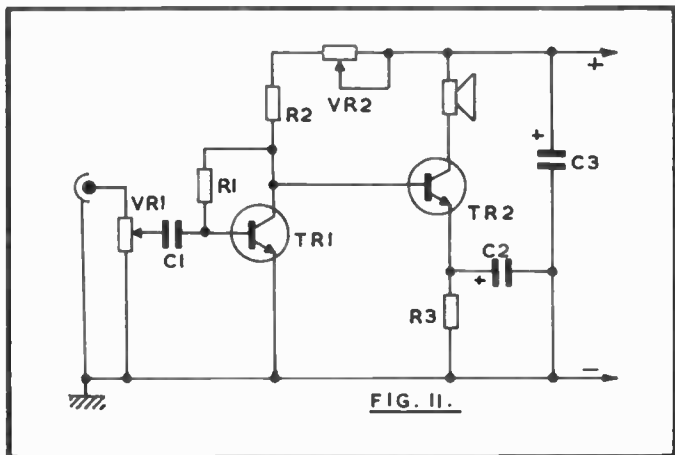 VR2
+
R2
+
C3
R1
VR1
TR2
C1
TR1
C2
+
R3
−
FIG. 11.